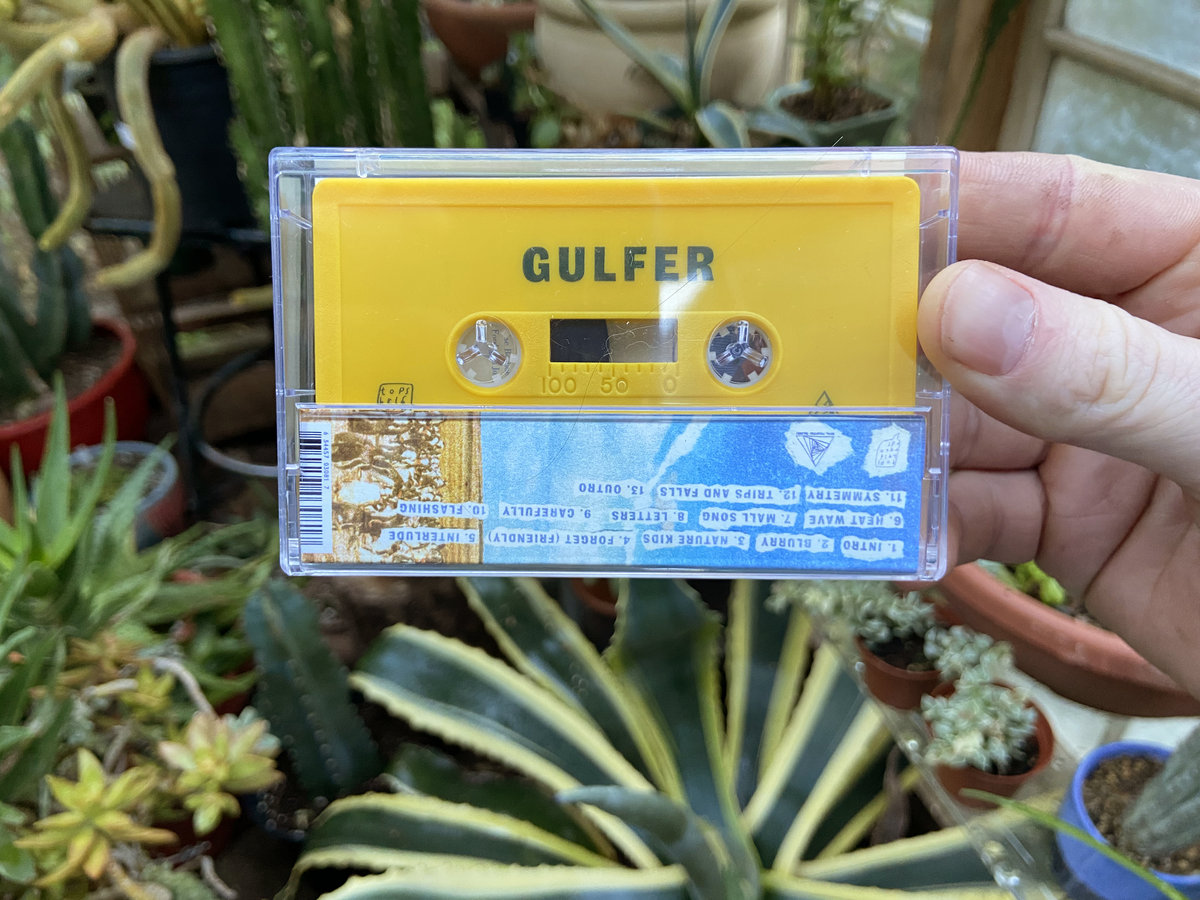 GULFER
100 50 0
toPS
1. INTRO 2. BLURRY 3. NATURE KIDS 4. FORGET (FRIENDLY) 5. INTERLUDE
6. HEAT WAVE 7. MALL SONG 8. LETTERS 9. CAREFULLY 10. FLASHING
11. SYMMETRY 12. TRIPS AND FALLS 13. OUTRO